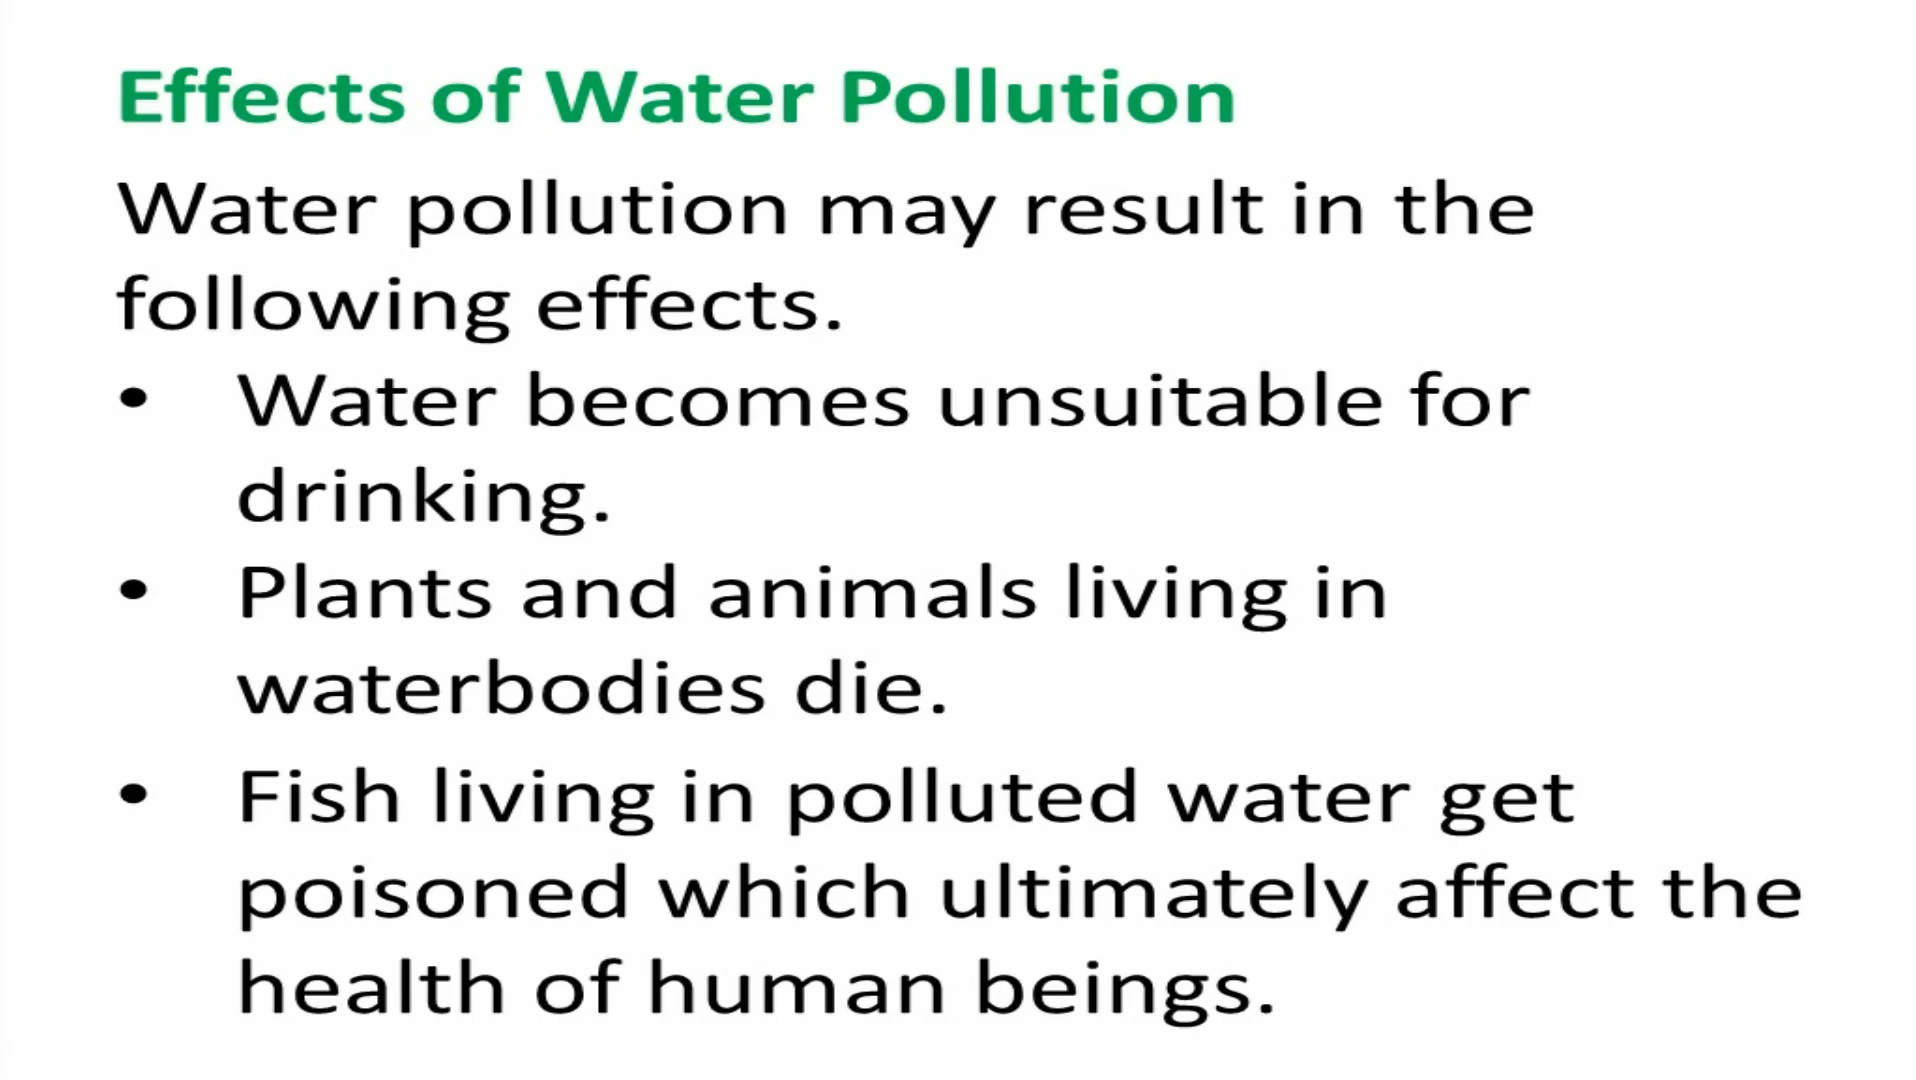 Effects of Water Pollution
Water pollution may result in the
following effects.
• Water becomes unsuitable for
drinking.
• Plants and animals living in
waterbodies die.
• Fish living in polluted water get
poisoned which ultimately affect the
health of human beings.